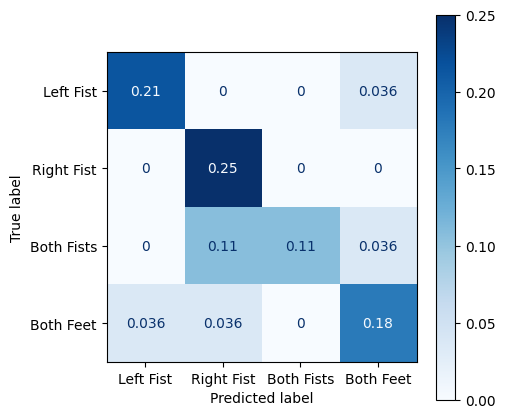 0.25
0.20
0.15
0.10
0.05
0.00
True label
Left Fist 0.21 0 0 0.036
Right Fist 0 0.25 0 0
Both Fists 0 0.11 0.11 0.036
Both Feet 0.036 0.036 0 0.18
Left Fist Right Fist Both Fists Both Feet
Predicted label